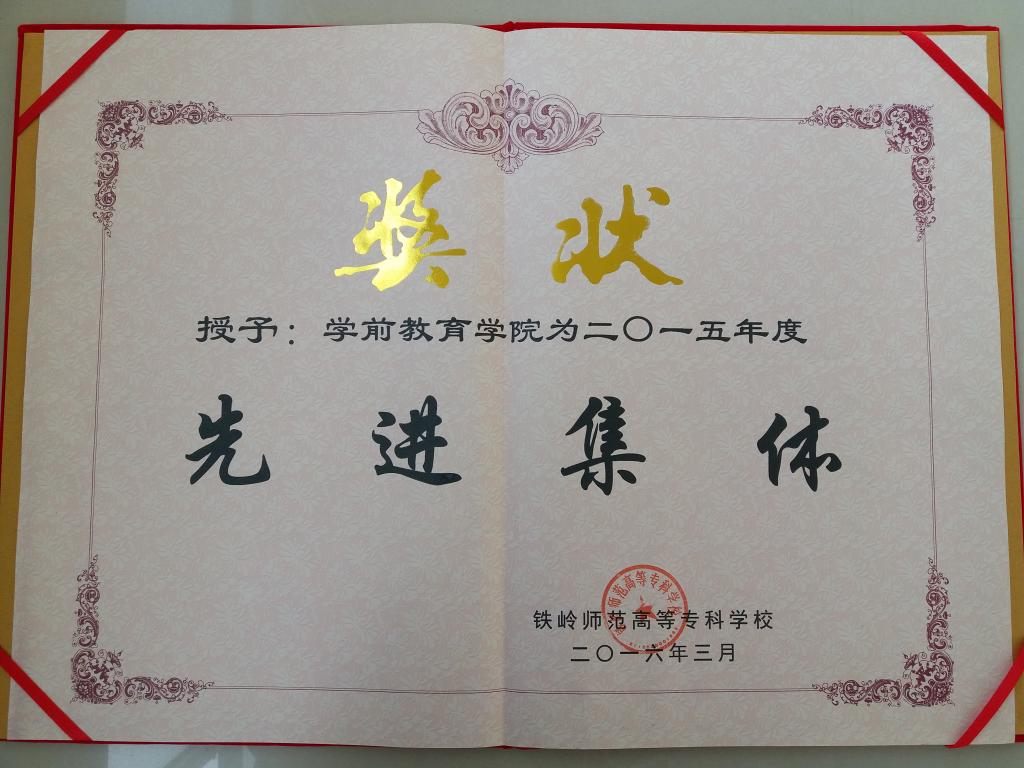 奖状
授予：学前教育学院为二〇一五年度
先进集体
铁岭师范高等专科学校
二〇一六年三月